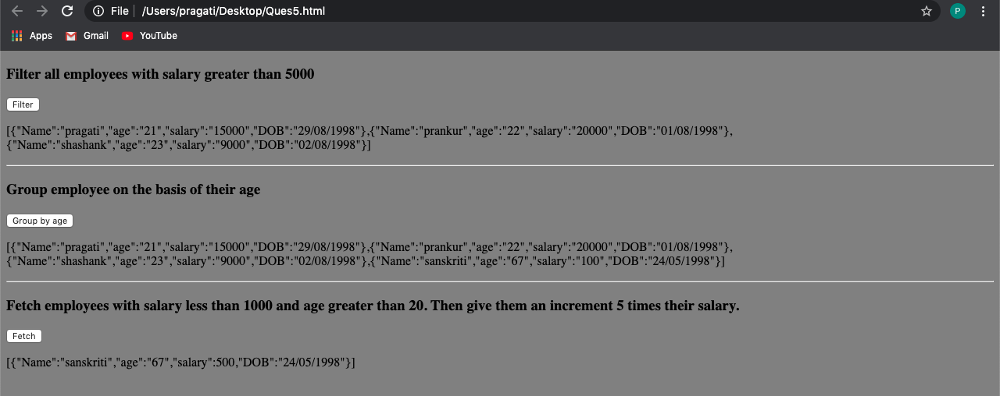 File /Users/pragati/Desktop/Ques5.html P
Apps Gmail YouTube
Filter all employees with salary greater than 5000
Filter
[{"Name":"pragati","age":"21","salary":"15000","DOB":"29/08/1998"},{"Name":"prankur","age":"22","salary":"20000","DOB":"01/08/1998"},
{"Name":"shashank","age":"23","salary":"9000","DOB":"02/08/1998"}]
Group employee on the basis of their age
Group by age
[{"Name":"pragati","age":"21","salary":"15000","DOB":"29/08/1998"},{"Name":"prankur","age":"22","salary":"20000","DOB":"01/08/1998"},
{"Name":"shashank","age":"23","salary":"9000","DOB":"02/08/1998"},{"Name":"sanskriti","age":"67","salary":"100","DOB":"24/05/1998"}]
Fetch employees with salary less than 1000 and age greater than 20. Then give them an increment 5 times their salary.
Fetch
[{"Name":"sanskriti","age":"67","salary":500,"DOB":"24/05/1998"}]